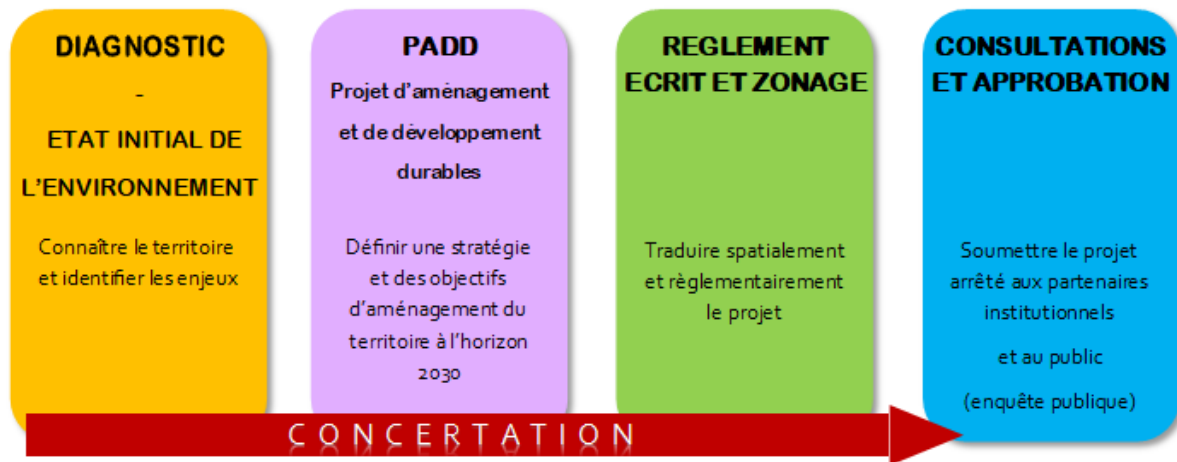 DIAGNOSTIC
-
ETAT INITIAL DE
L'ENVIRONNEMENT
Connaître le territoire
et identifier les enjeux
PADD
Projet d'aménagement
et de développement
durables
Définir une stratégie
et des objectifs
d'aménagement du
territoire à l'horizon
2030
REGLEMENT
ECRIT ET ZONAGE
Traduire spatialement
et règlementairement
le projet
CONSULTATIONS
ET APPROBATION
Soumettre le projet
arrêté aux partenaires
institutionnels
et au public
(enquête publique)
CONCERTATION